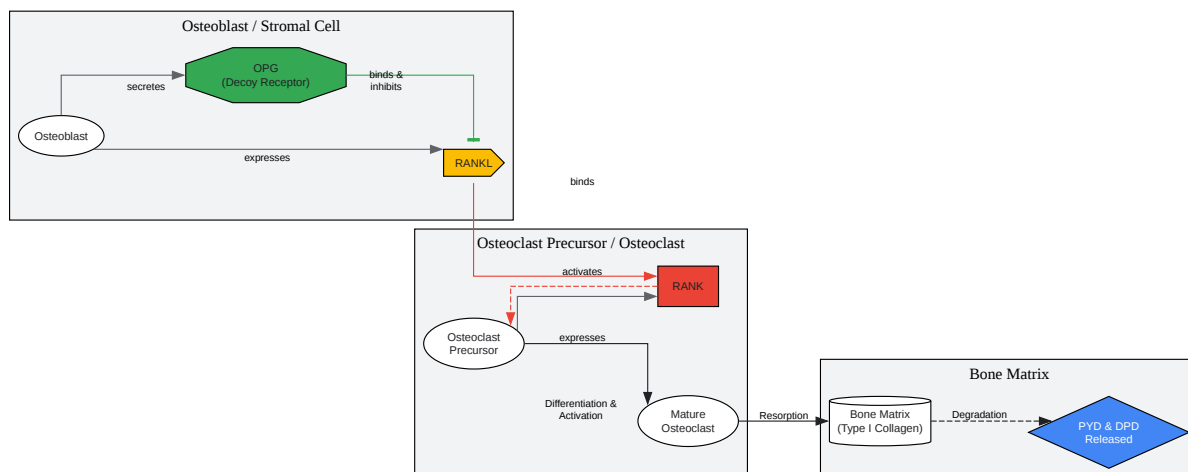 Osteoblast / Stromal Cell
OPG
(Decoy Receptor)
binds &
inhibits
secretes
Osteoblast
expresses
RANKL
binds
Osteoclast Precursor / Osteoclast
activates
RANK
Osteoclast
Precursor
expresses
Differentiation &
Activation
Mature
Osteoclast
Resorption
Bone Matrix
Bone Matrix
(Type I Collagen)
Degradation
PYD & DPD
Released